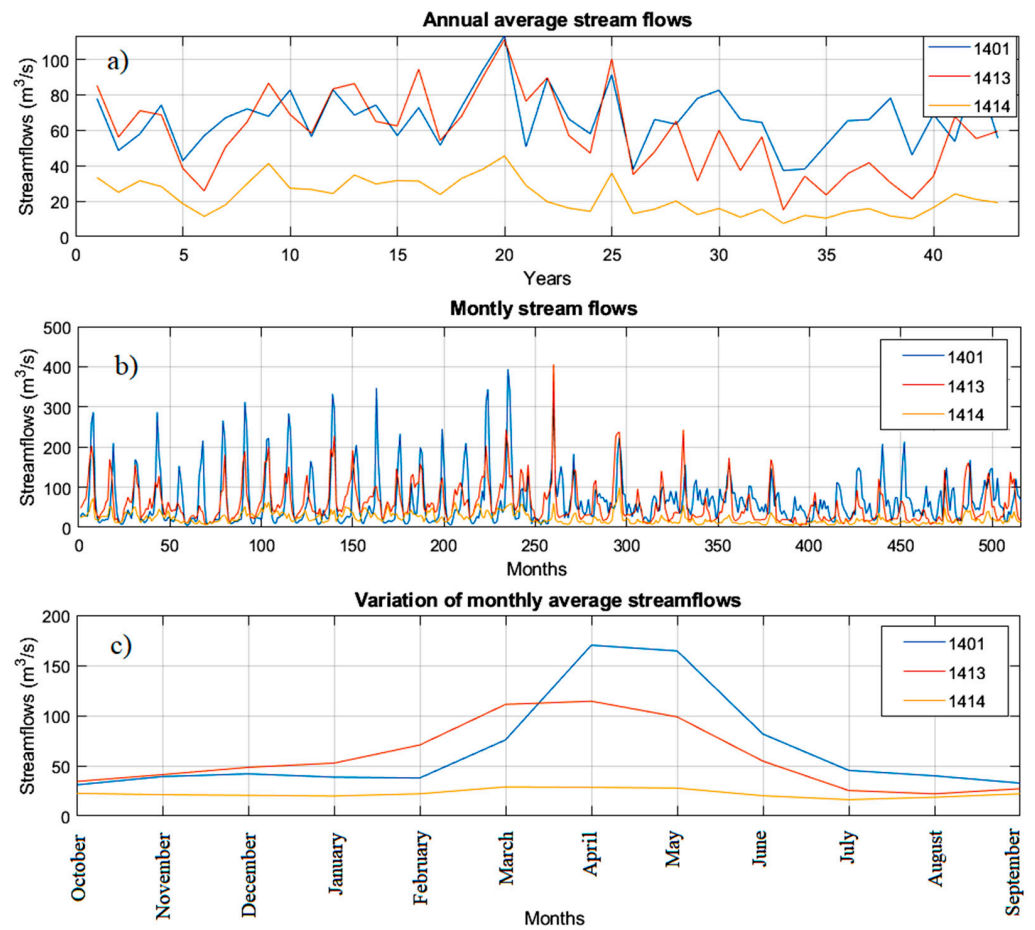 Annual average stream flows
a)
Streamflows (m³/s)
100
80
60
40
20
0
0 5 10 15 20 25 30 35 40
Years
1401
1413
1414
Montly stream flows
b)
Streamflows (m³/s)
500
400
300
200
100
0
0 50 100 150 200 250 300 350 400 450 500
Months
1401
1413
1414
Variation of monthly average streamflows
c)
Streamflows (m³/s)
200
150
100
50
0
October November December January February March April May June July August September
Months
1401
1413
1414